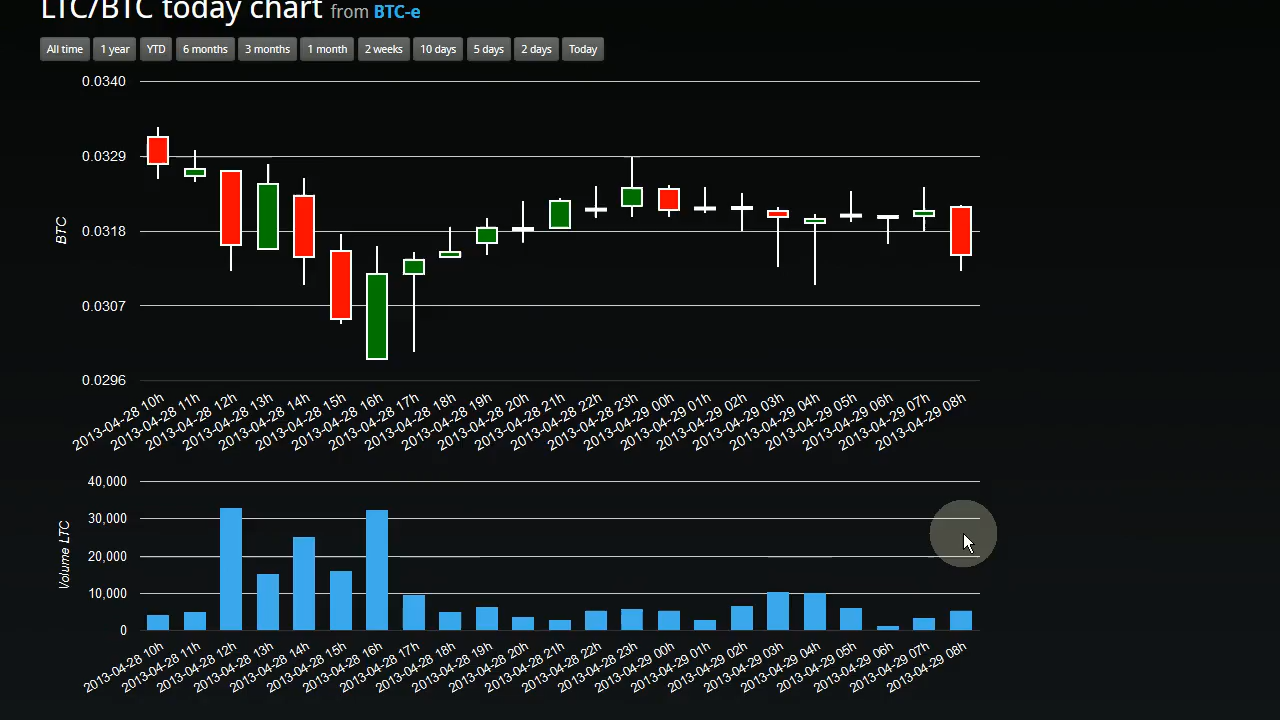 LTC/BTC today chart from BTC-e
All time 1 year YTD 6 months 3 months 1 month 2 weeks 10 days 5 days 2 days Today
0.0340
0.0329
BTC
0.0318
0.0307
0.0296
2013-04-28 10h 2013-04-28 11h 2013-04-28 12h 2013-04-28 13h 2013-04-28 14h 2013-04-28 15h 2013-04-28 16h 2013-04-28 17h 2013-04-28 18h 2013-04-28 19h 2013-04-28 20h 2013-04-28 21h 2013-04-28 22h 2013-04-28 23h 2013-04-29 00h 2013-04-29 01h 2013-04-29 02h 2013-04-29 03h 2013-04-29 04h 2013-04-29 05h 2013-04-29 06h 2013-04-29 07h 2013-04-29 08h
40,000
30,000
Volume LTC
20,000
10,000
0
2013-04-28 10h 2013-04-28 11h 2013-04-28 12h 2013-04-28 13h 2013-04-28 14h 2013-04-28 15h 2013-04-28 16h 2013-04-28 17h 2013-04-28 18h 2013-04-28 19h 2013-04-28 20h 2013-04-28 21h 2013-04-28 22h 2013-04-28 23h 2013-04-29 00h 2013-04-29 01h 2013-04-29 02h 2013-04-29 03h 2013-04-29 04h 2013-04-29 05h 2013-04-29 06h 2013-04-29 07h 2013-04-29 08h